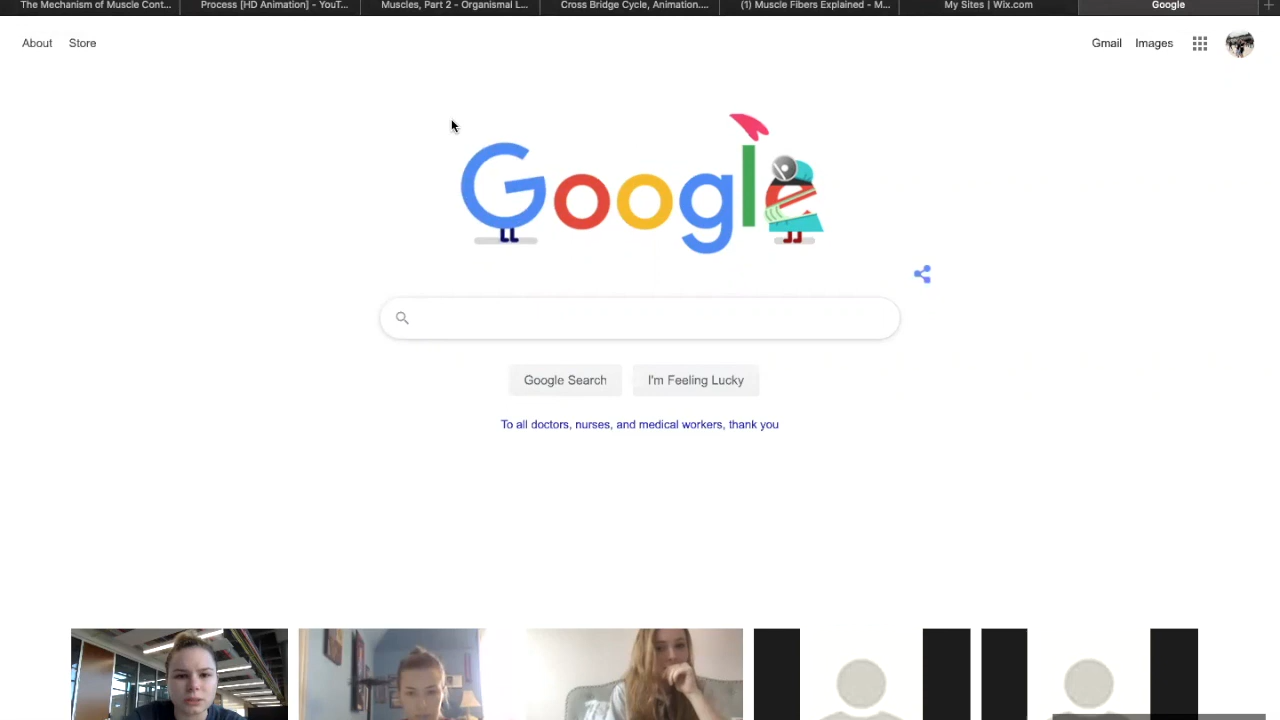 The Mechanism of Muscle Cont...
Process [HD Animation] - YouT...
Muscles, Part 2 - Organismal L...
Cross Bridge Cycle, Animation....
(1) Muscle Fibers Explained - M...
My Sites | Wix.com
Google
About
Store
Gmail
Images
Google
Google Search
I'm Feeling Lucky
To all doctors, nurses, and medical workers, thank you